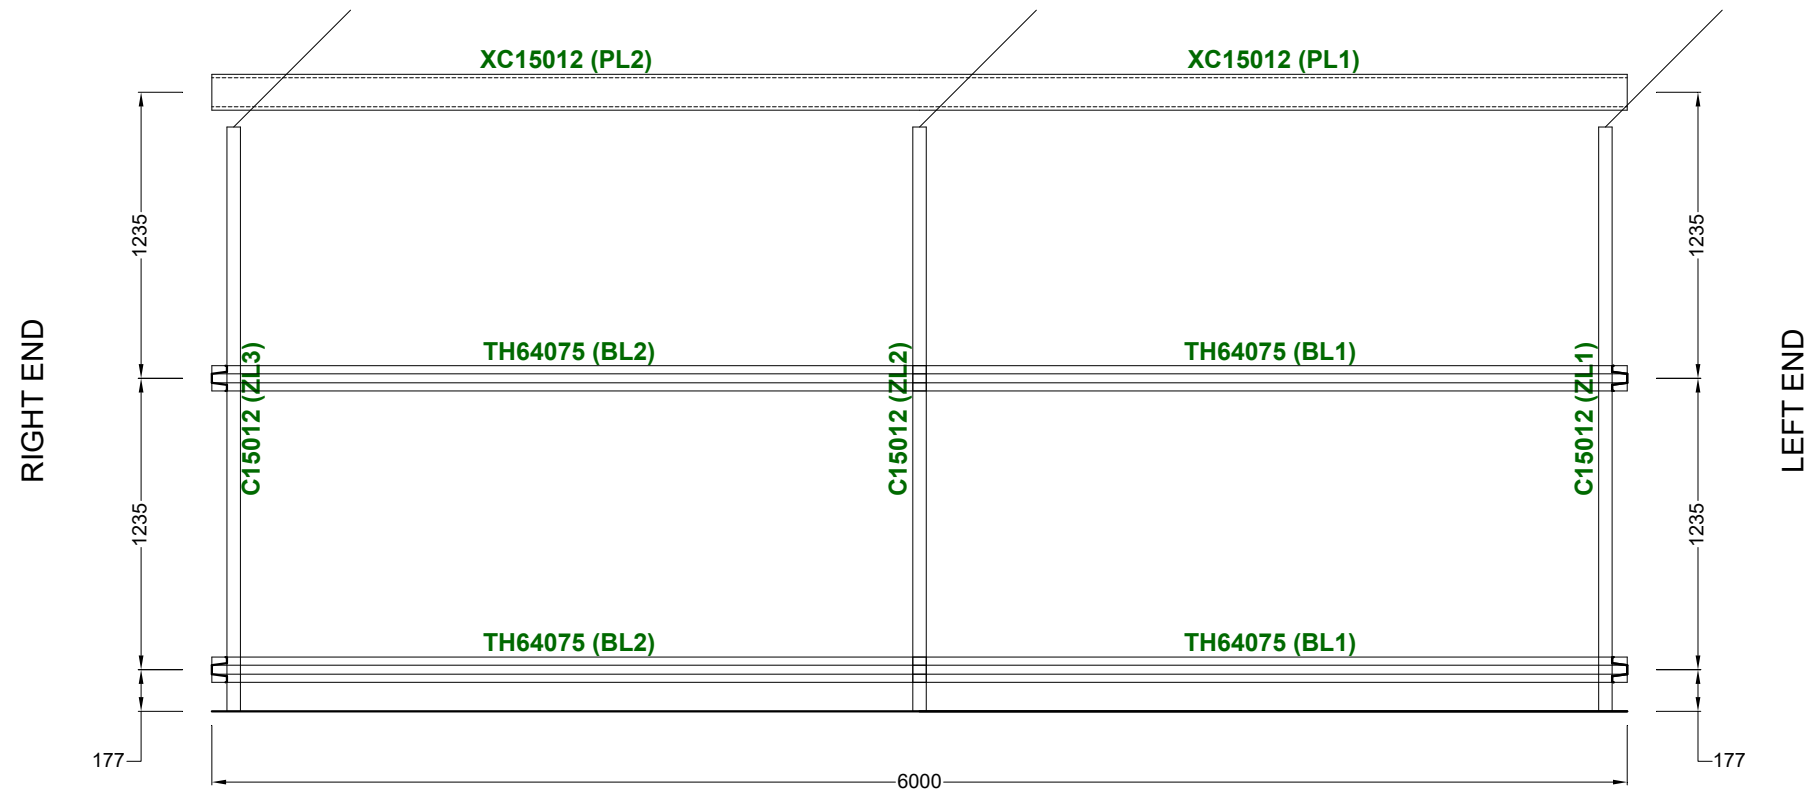 XC15012 (PL2)
XC15012 (PL1)
1235
1235
RIGHT END
LEFT END
TH64075 (BL2)
TH64075 (BL1)
C15012 (ZL3)
C15012 (ZL2)
C15012 (ZL1)
1235
1235
TH64075 (BL2)
TH64075 (BL1)
177
177
6000